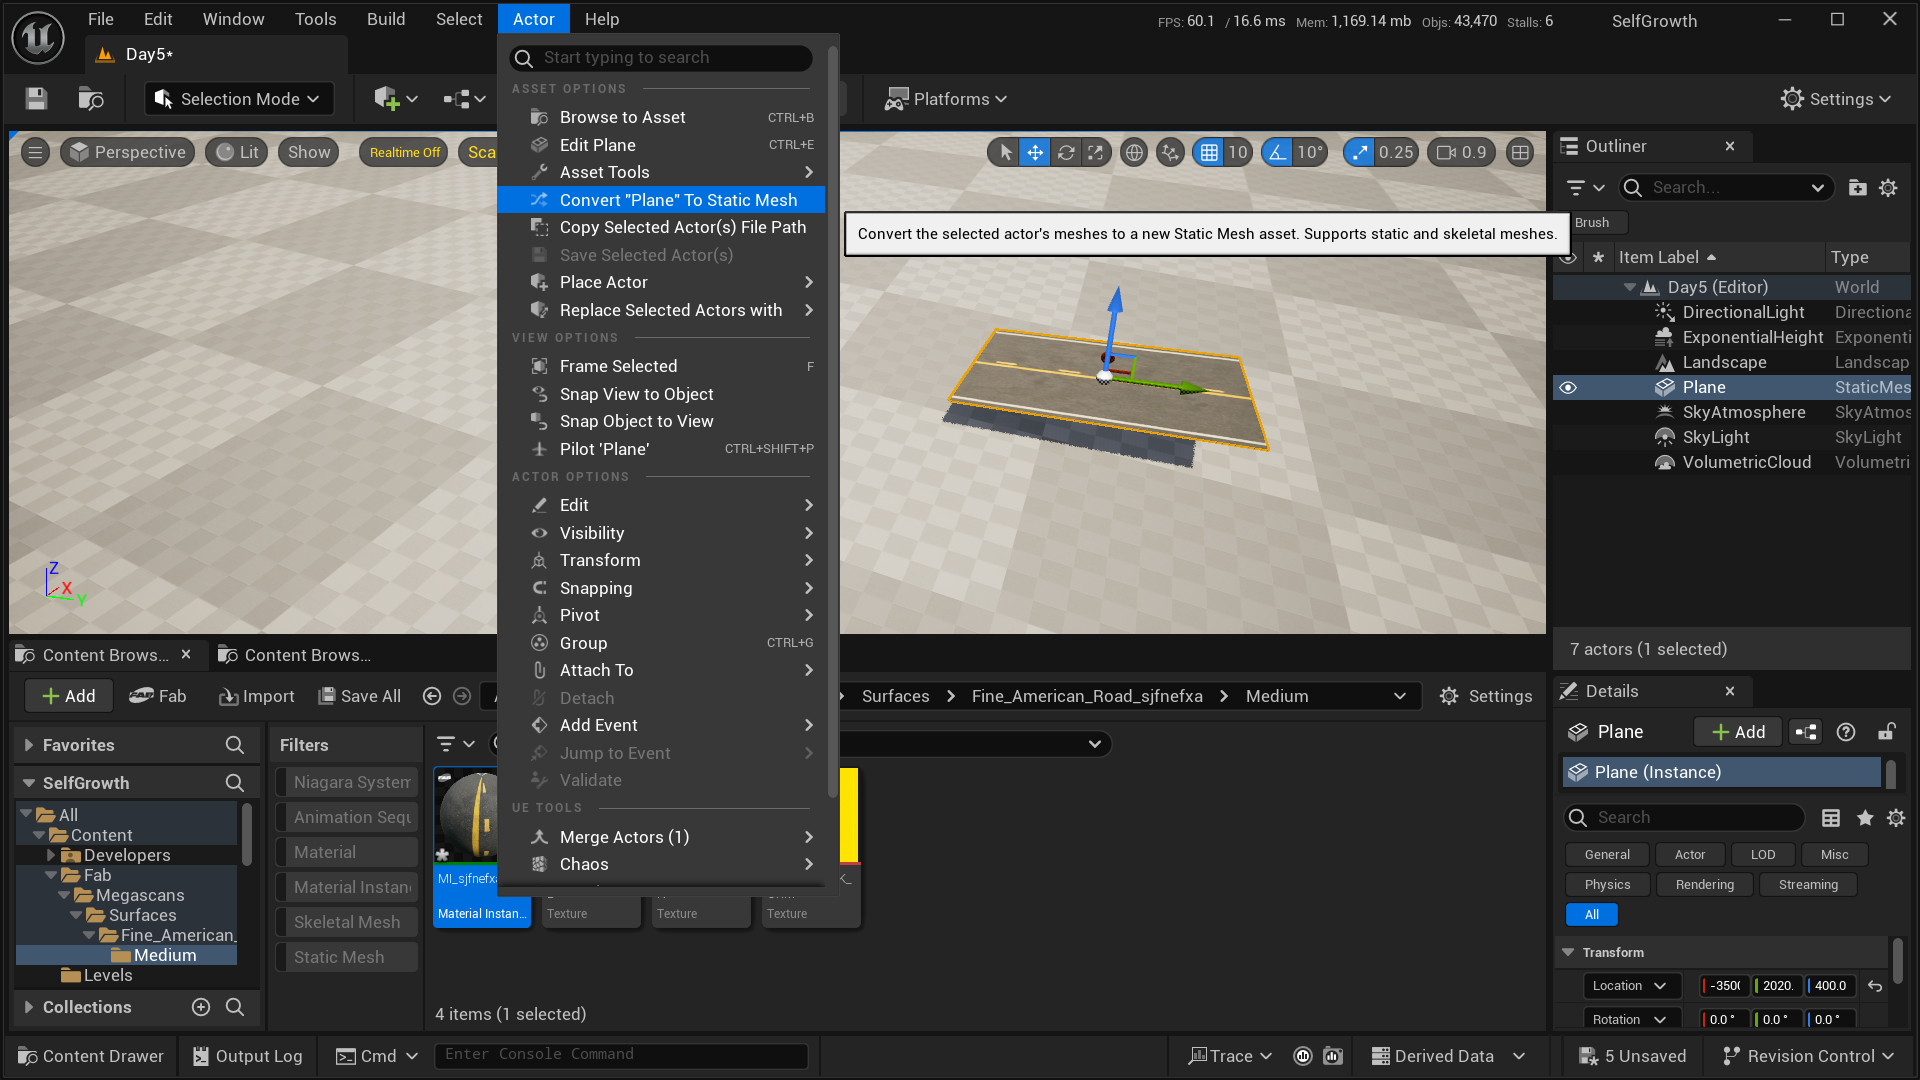 File Edit Window Tools Build Select Actor Help
FPS: 60.1 / 16.6 ms Mem: 1,169.14 mb Objs: 43,470 Stalls: 6 SelfGrowth
Day5*
Selection Mode
Platforms
Settings
Perspective Lit Show Realtime Off Sca
10 10° 0.25 0.9
Start typing to search
ASSET OPTIONS
Browse to Asset CTRL+B
Edit Plane CTRL+E
Asset Tools
Convert "Plane" To Static Mesh
Copy Selected Actor(s) File Path
Save Selected Actor(s)
Place Actor
Replace Selected Actors with
VIEW OPTIONS
Frame Selected F
Snap View to Object
Snap Object to View
Pilot 'Plane' CTRL+SHIFT+P
ACTOR OPTIONS
Edit
Visibility
Transform
Snapping
Pivot
Group CTRL+G
Attach To
Detach
Add Event
Jump to Event
Validate
UE TOOLS
Merge Actors (1)
Chaos
Convert the selected actor's meshes to a new Static Mesh asset. Supports static and skeletal meshes.
Z
X
Y
Outliner
Search...
Brush
Item Label Type
Day5 (Editor) World
DirectionalLight Directiona
ExponentialHeight Exponenti
Landscape Landscap
Plane StaticMes
SkyAtmosphere SkyAtmos
SkyLight SkyLight
VolumetricCloud Volumetri
7 actors (1 selected)
Details
Plane Add
Plane (Instance)
Search
General Actor LOD Misc
Physics Rendering Streaming
All
Transform
Location -350 2020. 400.0
Rotation 0.0 ° 0.0 ° 0.0 °
Content Brows... Content Brows...
Add Fab Import Save All
Surfaces Fine_American_Road_sjfnefxa Medium Settings
Favorites
SelfGrowth
All
Content
Developers
Fab
Megascans
Surfaces
Fine_American_
Medium
Levels
Collections
Filters
Niagara System
Animation Sequ
Material
Material Instan
Skeletal Mesh
Static Mesh
MI_sjfnefxa
Material Instan...
Texture
Texture
Texture
4 items (1 selected)
Content Drawer Output Log Cmd Enter Console Command
Trace Derived Data 5 Unsaved Revision Control